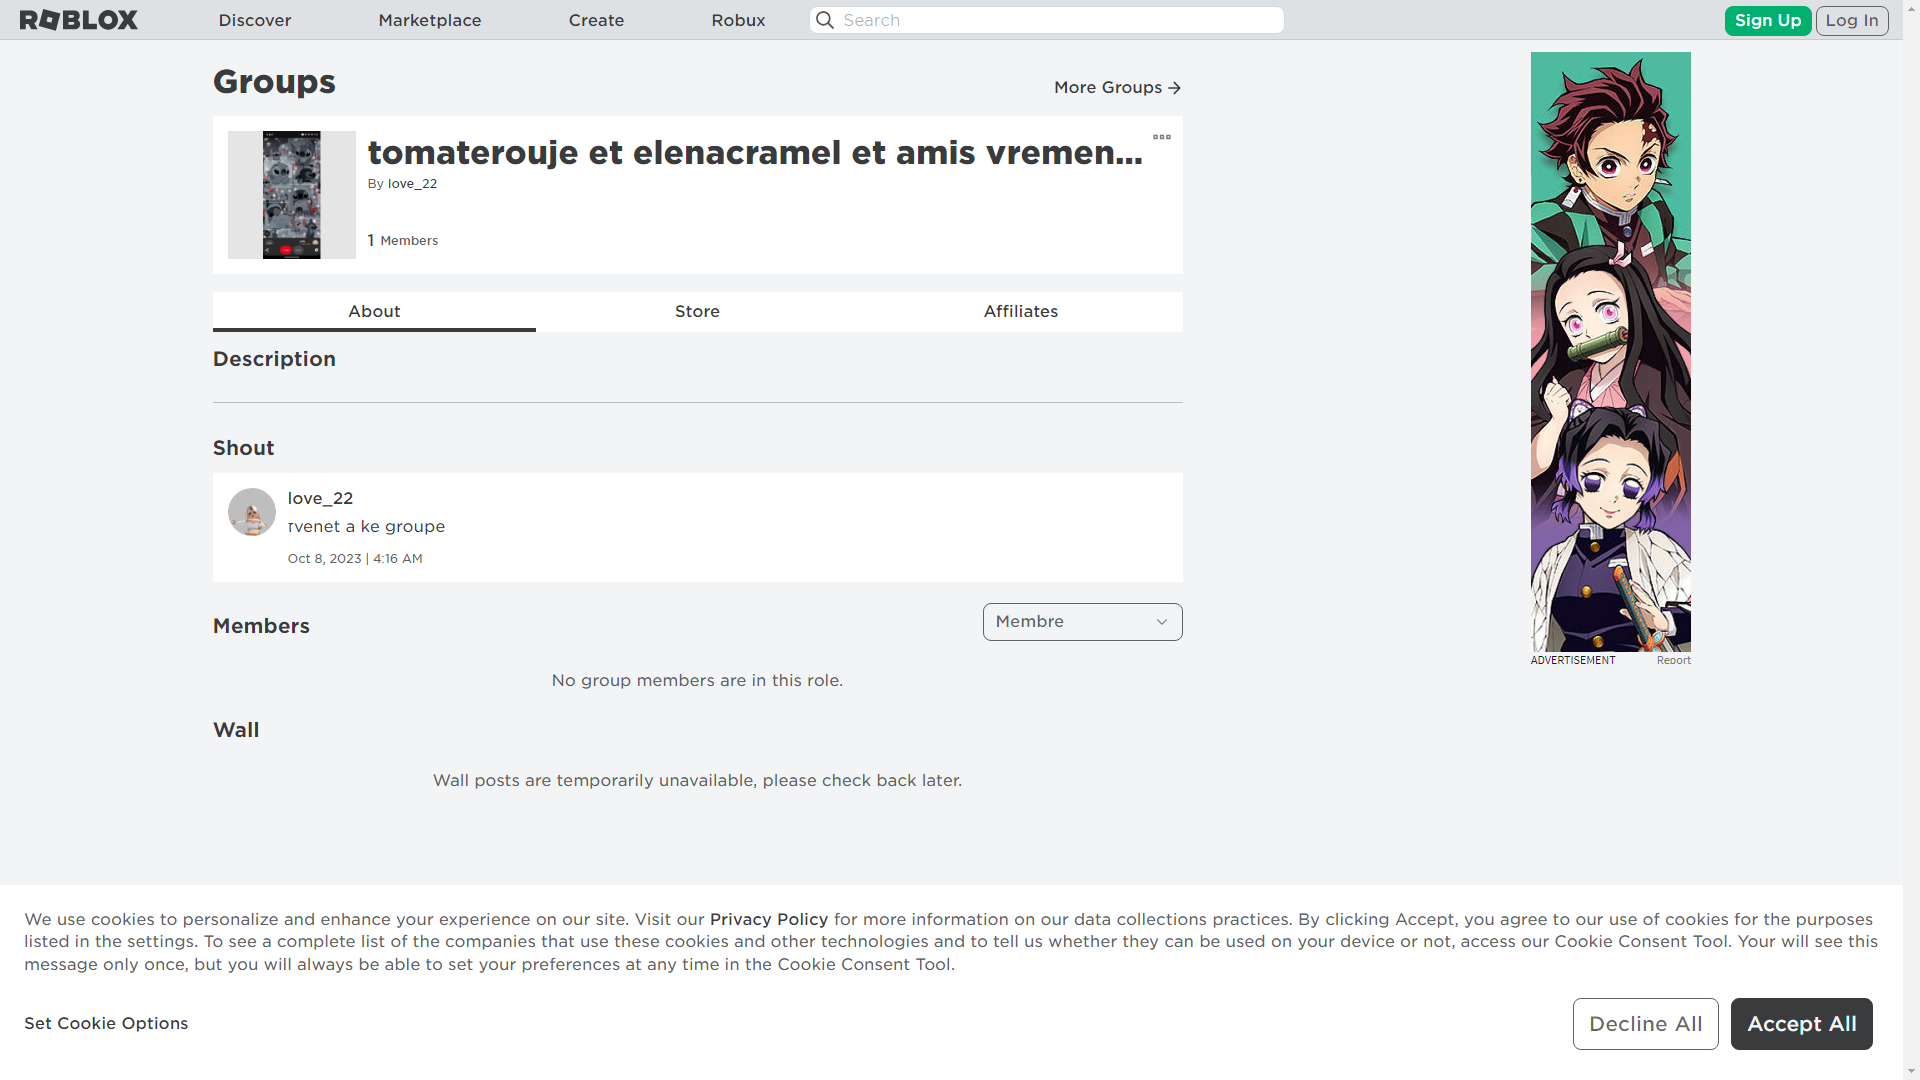 ROBLOX
Discover
Marketplace
Create
Robux
Search
Sign Up
Log In
Groups
More Groups
tomaterouje et elenacramel et amis vremen...
By love_22
1 Members
About
Store
Affiliates
Description
Shout
love_22
rvenet a ke groupe
Oct 8, 2023 | 4:16 AM
Members
Membre
No group members are in this role.
Wall
Wall posts are temporarily unavailable, please check back later.
ADVERTISEMENT
Report
We use cookies to personalize and enhance your experience on our site. Visit our Privacy Policy for more information on our data collections practices. By clicking Accept, you agree to our use of cookies for the purposes
listed in the settings. To see a complete list of the companies that use these cookies and other technologies and to tell us whether they can be used on your device or not, access our Cookie Consent Tool. Your will see this
message only once, but you will always be able to set your preferences at any time in the Cookie Consent Tool.
Set Cookie Options
Decline All
Accept All